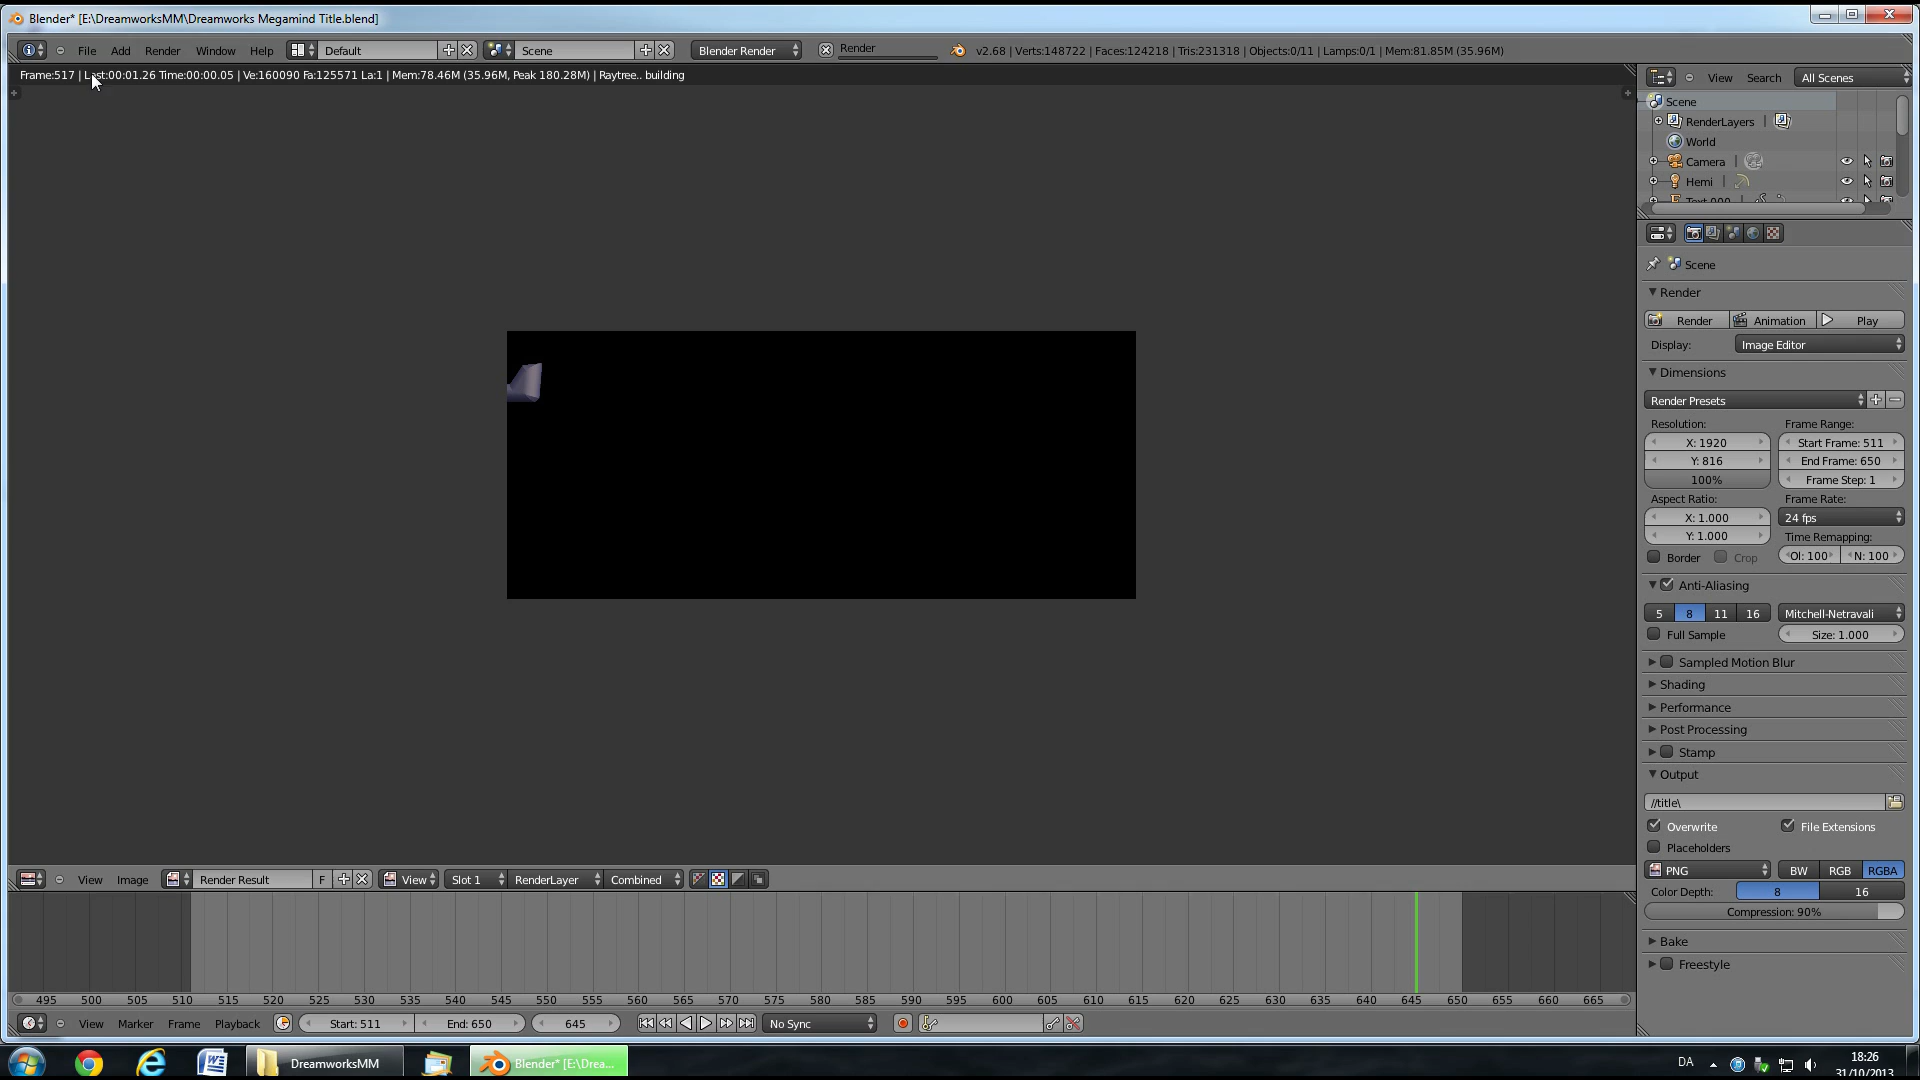 Blender* [E:\DreamworksMM\Dreamworks Megamind Title.blend]
File Add Render Window Help Default Scene Blender Render Render v2.68 | Verts:148722 | Faces:124218 | Tris:231318 | Objects:0/11 | Lamps:0/1 | Mem:81.85M (35.96M)
Frame:517 | Last:00:01.26 Time:00:00.05 | Ve:160090 Fa:125571 La:1 | Mem:78.46M (35.96M, Peak 180.28M) | Raytree.. building
View Search All Scenes
Scene
RenderLayers |
World
Camera |
Hemi |
Text.000
Scene
Render
Render Animation Play
Display: Image Editor
Dimensions
Render Presets
Resolution: Frame Range:
X: 1920 Start Frame: 511
Y: 816 End Frame: 650
100% Frame Step: 1
Aspect Ratio: Frame Rate:
X: 1.000 24 fps
Y: 1.000 Time Remapping:
Border Crop Ol: 100 N: 100
Anti-Aliasing
5 8 11 16 Mitchell-Netravali
Full Sample Size: 1.000
Sampled Motion Blur
Shading
Performance
Post Processing
Stamp
Output
//title\
Overwrite File Extensions
Placeholders
PNG BW RGB RGBA
Color Depth: 8 16
Compression: 90%
Bake
Freestyle
View Image Render Result F View Slot 1 RenderLayer Combined
495 500 505 510 515 520 525 530 535 540 545 550 555 560 565 570 575 580 585 590 595 600 605 610 615 620 625 630 635 640 645 650 655 660 665
View Marker Frame Playback Start: 511 End: 650 645 No Sync
DreamworksMM Blender* [E:\Drea... DA 18:26
31/10/2013